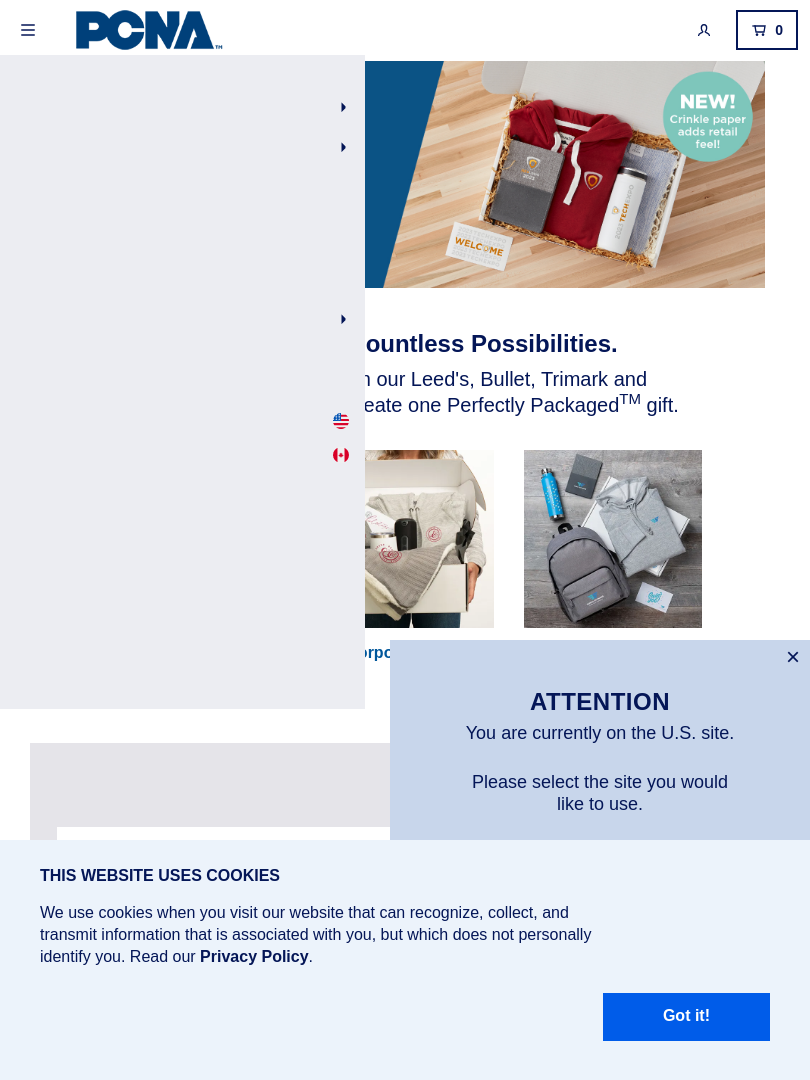 PCNA™
0
NEW!
Crinkle paper
adds retail
feel!
WELCOME
ountless Possibilities.
n our Leed's, Bullet, Trimark and
eate one Perfectly Packaged™ gift.
orpo
ATTENTION
You are currently on the U.S. site.
Please select the site you would
like to use.
THIS WEBSITE USES COOKIES
We use cookies when you visit our website that can recognize, collect, and
transmit information that is associated with you, but which does not personally
identify you. Read our Privacy Policy.
Got it!